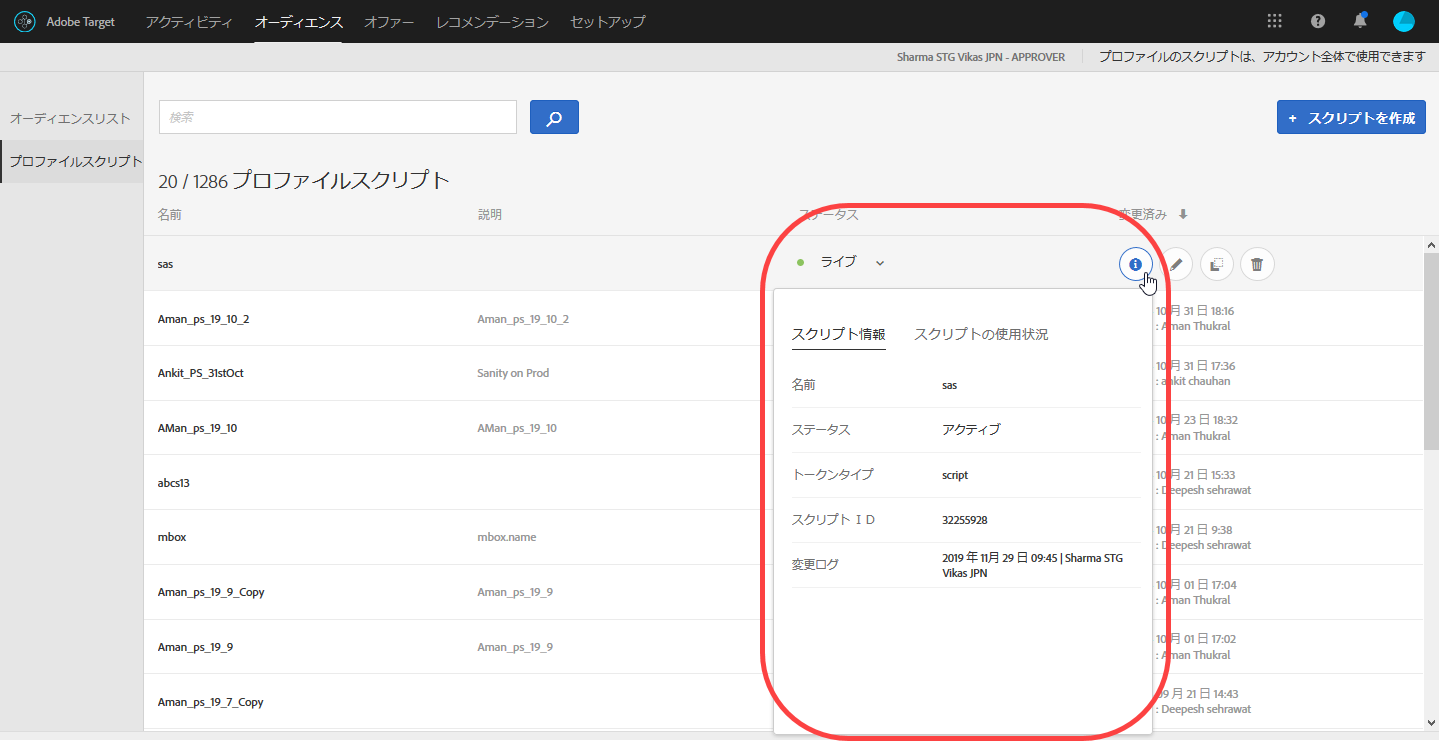 Adobe Target アクティビティ オーディエンス オファー レコメンデーション セットアップ
Sharma STG Vikas JPN - APPROVER プロファイルのスクリプトは、アカウント全体で使用できます
オーディエンスリスト
プロファイルスクリプト
検索
+ スクリプトを作成
20 / 1286 プロファイルスクリプト
名前 説明 ステータス 変更済み
sas ライブ
Aman_ps_19_10_2 Aman_ps_19_10_2 10 月 31 日 18:16
: Aman Thukral
Ankit_PS_31stOct Sanity on Prod 10 月 31 日 17:36
: ankit chauhan
AMan_ps_19_10 AMan_ps_19_10 10 月 23 日 18:32
: Aman Thukral
abcs13 10 月 21 日 15:33
: Deepesh sehrawat
mbox mbox.name 10 月 21 日 9:38
: Deepesh sehrawat
Aman_ps_19_9_Copy Aman_ps_19_9 10 月 01 日 17:04
: Aman Thukral
Aman_ps_19_9 Aman_ps_19_9 10 月 01 日 17:02
: Aman Thukral
Aman_ps_19_7_Copy 09 月 21 日 14:43
: Deepesh sehrawat
スクリプト情報 スクリプトの使用状況
名前 sas
ステータス アクティブ
トークンタイプ script
スクリプト ＩＤ 32255928
変更ログ 2019 年 11月 29 日 09:45 | Sharma STG
Vikas JPN